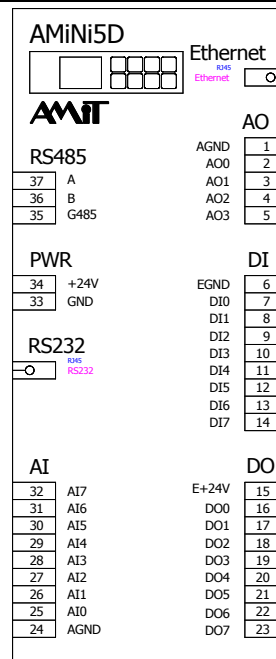 AMiNi5D
Ethernet
RJ45
Ethernet
AMiT
RS485
37 A
36 B
35 G485
AO
AGND 1
AO0 2
AO1 3
AO2 4
AO3 5
PWR
34 +24V
33 GND
DI
EGND 6
DI0 7
DI1 8
DI2 9
DI3 10
DI4 11
DI5 12
DI6 13
DI7 14
RS232
RJ45
RS232
AI
32 AI7
31 AI6
30 AI5
29 AI4
28 AI3
27 AI2
26 AI1
25 AI0
24 AGND
DO
E+24V 15
DO0 16
DO1 17
DO2 18
DO3 19
DO4 20
DO5 21
DO6 22
DO7 23